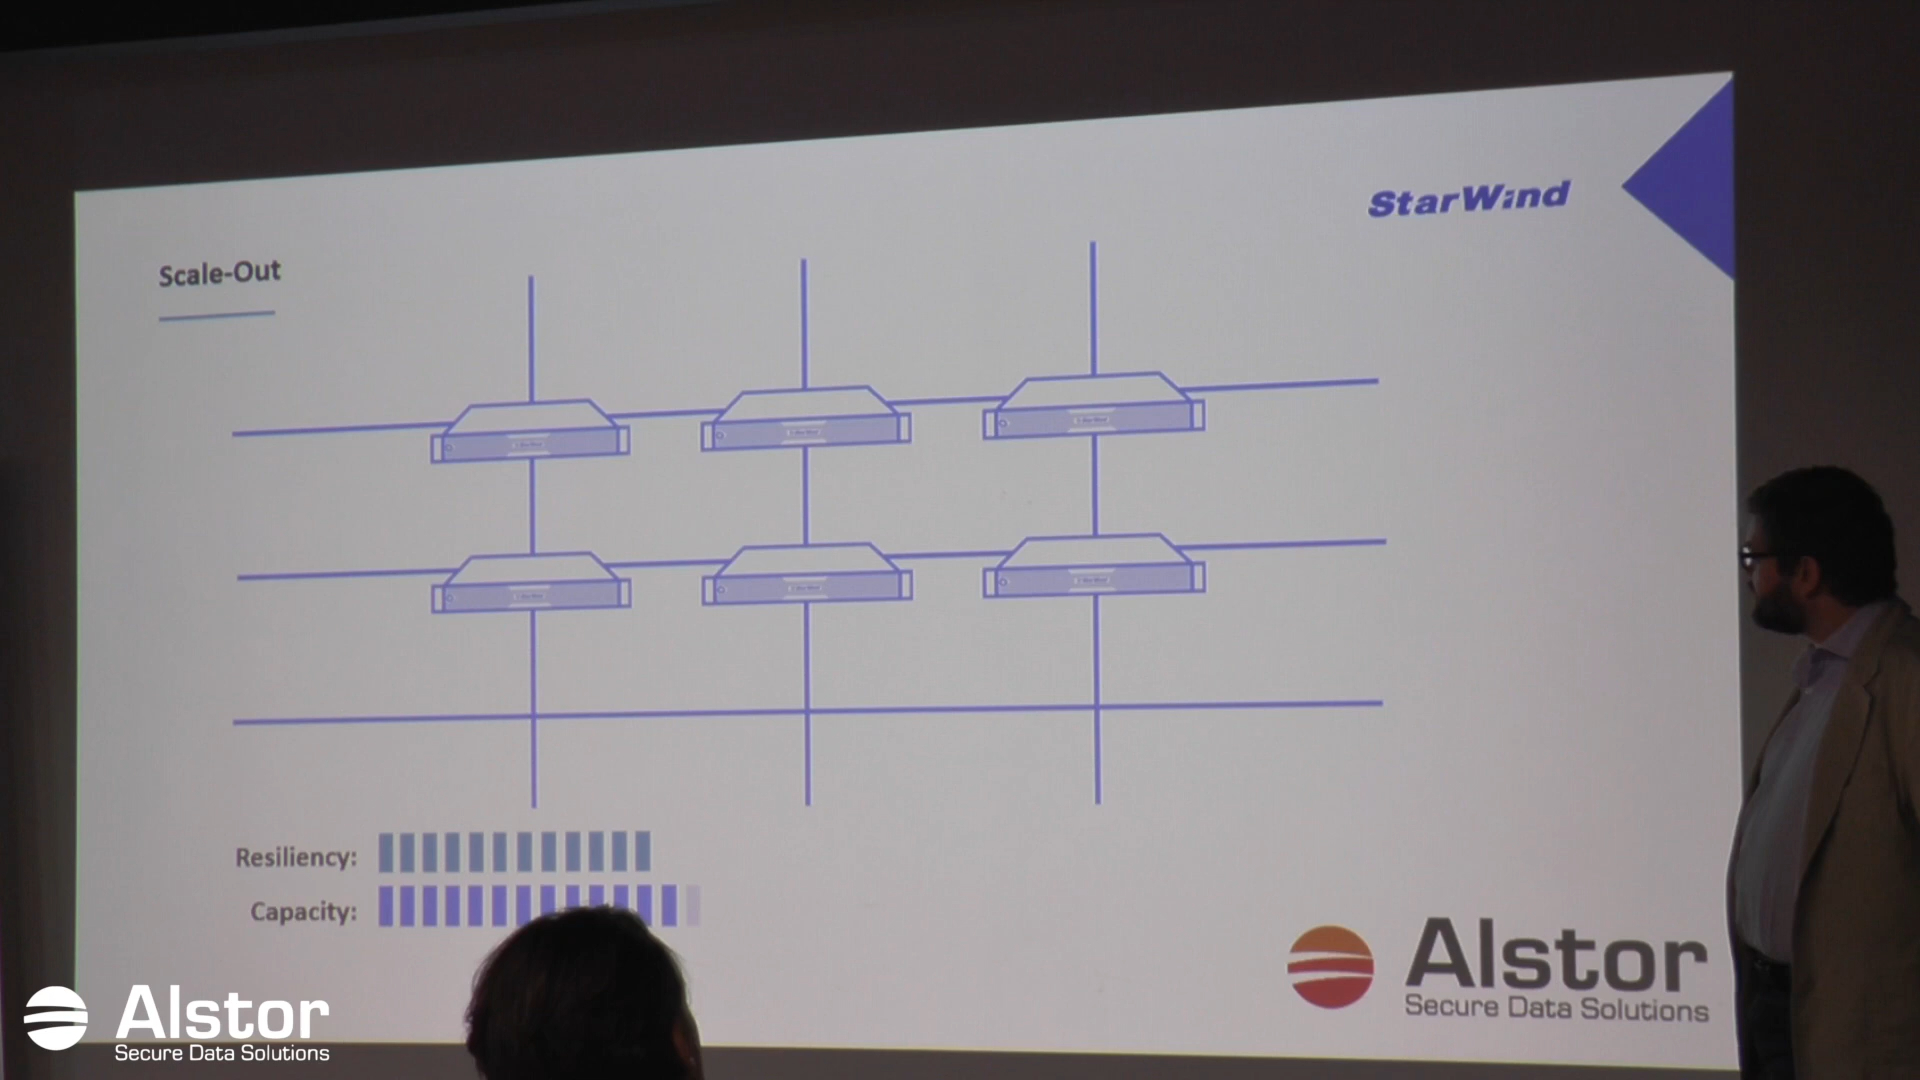 StarWind
Scale-Out
Resiliency:
Capacity:
Alstor
Secure Data Solutions
Alstor
Secure Data Solutions